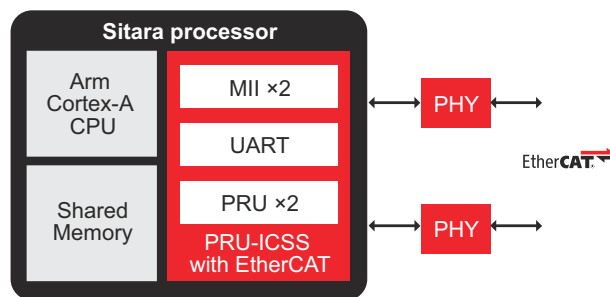 Sitara processor
Arm
Cortex-A
CPU
Shared
Memory
MII ×2
UART
PRU ×2
PRU-ICSS
with EtherCAT
PHY
PHY
EtherCAT